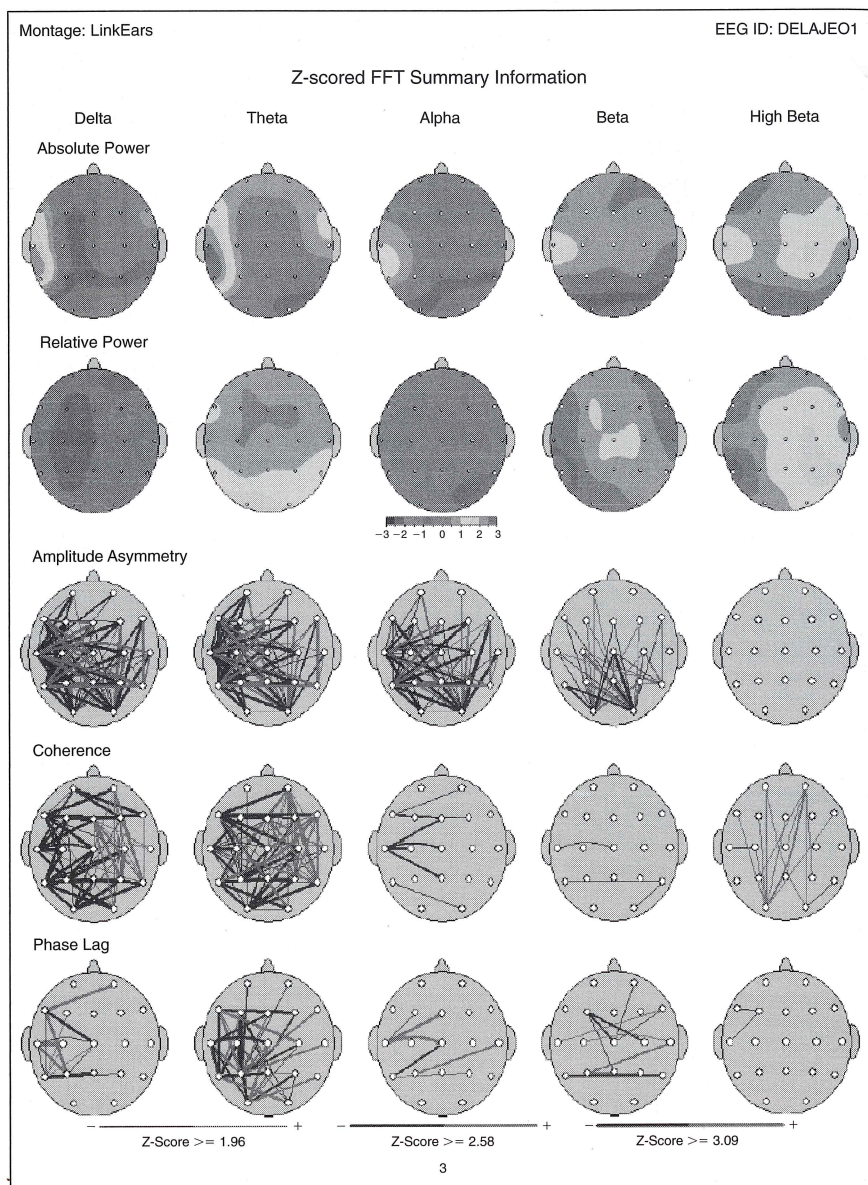 Montage: LinkEars
EEG ID: DELAJEO1
Z-scored FFT Summary Information
Delta Theta Alpha Beta High Beta
Absolute Power
Relative Power
−3 −2 −1 0 1 2 3
Amplitude Asymmetry
Coherence
Phase Lag
− + − + − +
Z-Score >= 1.96 Z-Score >= 2.58 Z-Score >= 3.09
3